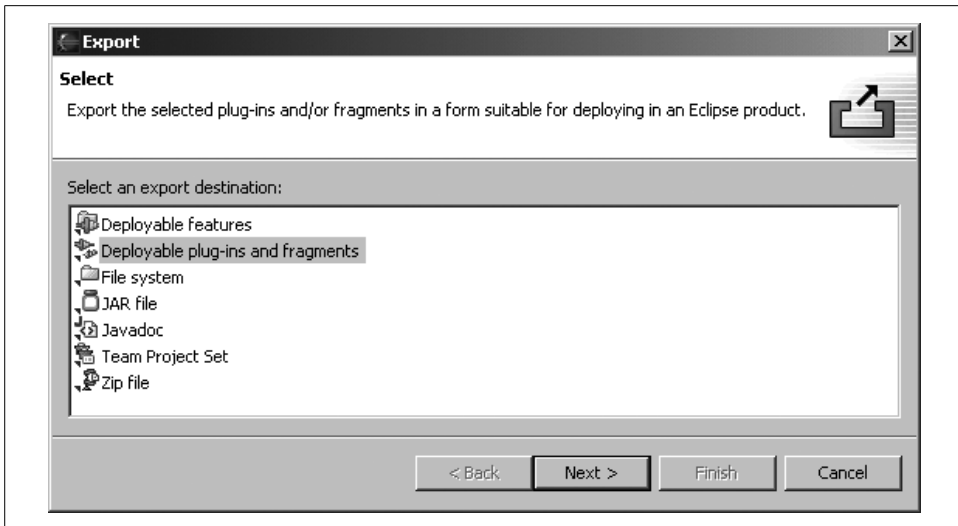 Export
Select
Export the selected plug-ins and/or fragments in a form suitable for deploying in an Eclipse product.
Select an export destination:
Deployable features
Deployable plug-ins and fragments
File system
JAR file
Javadoc
Team Project Set
Zip file
< Back Next > Finish Cancel